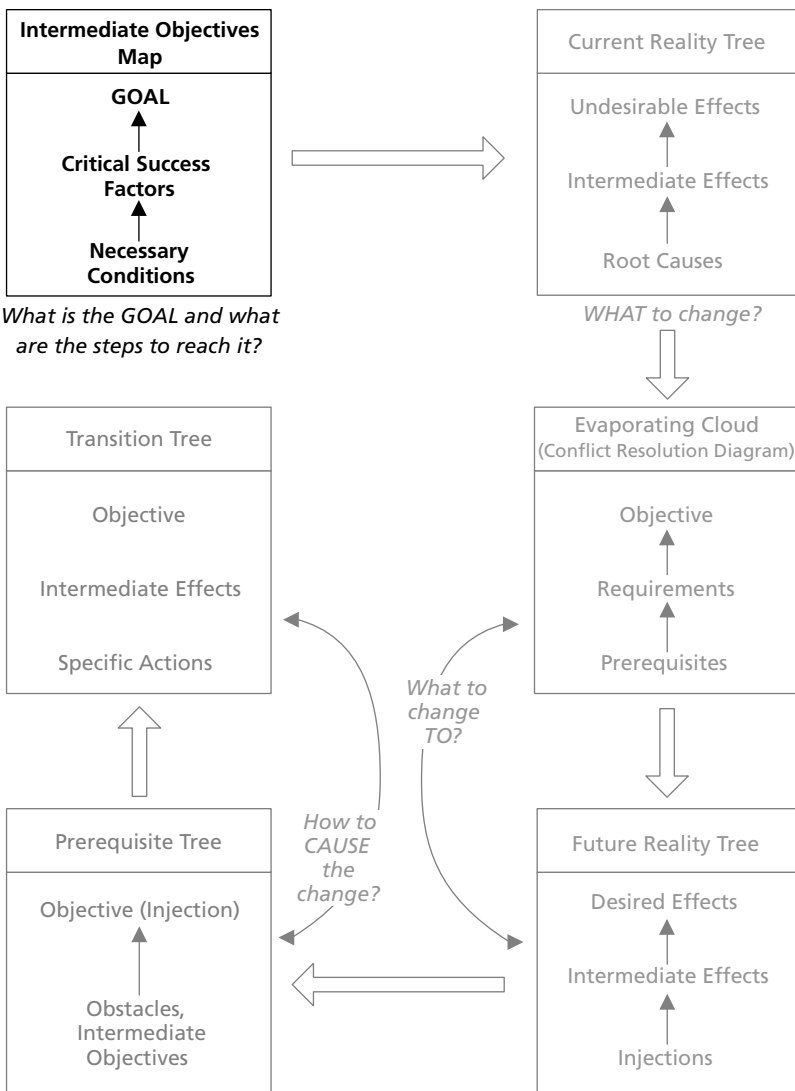 Intermediate Objectives
Map
GOAL
Critical Success
Factors
Necessary
Conditions
What is the GOAL and what
are the steps to reach it?
Current Reality Tree
Undesirable Effects
Intermediate Effects
Root Causes
WHAT to change?
Evaporating Cloud
(Conflict Resolution Diagram)
Objective
Requirements
Prerequisites
What to
change
TO?
Future Reality Tree
Desired Effects
Intermediate Effects
Injections
Prerequisite Tree
Objective (Injection)
Obstacles,
Intermediate
Objectives
How to
CAUSE
the
change?
Transition Tree
Objective
Intermediate Effects
Specific Actions